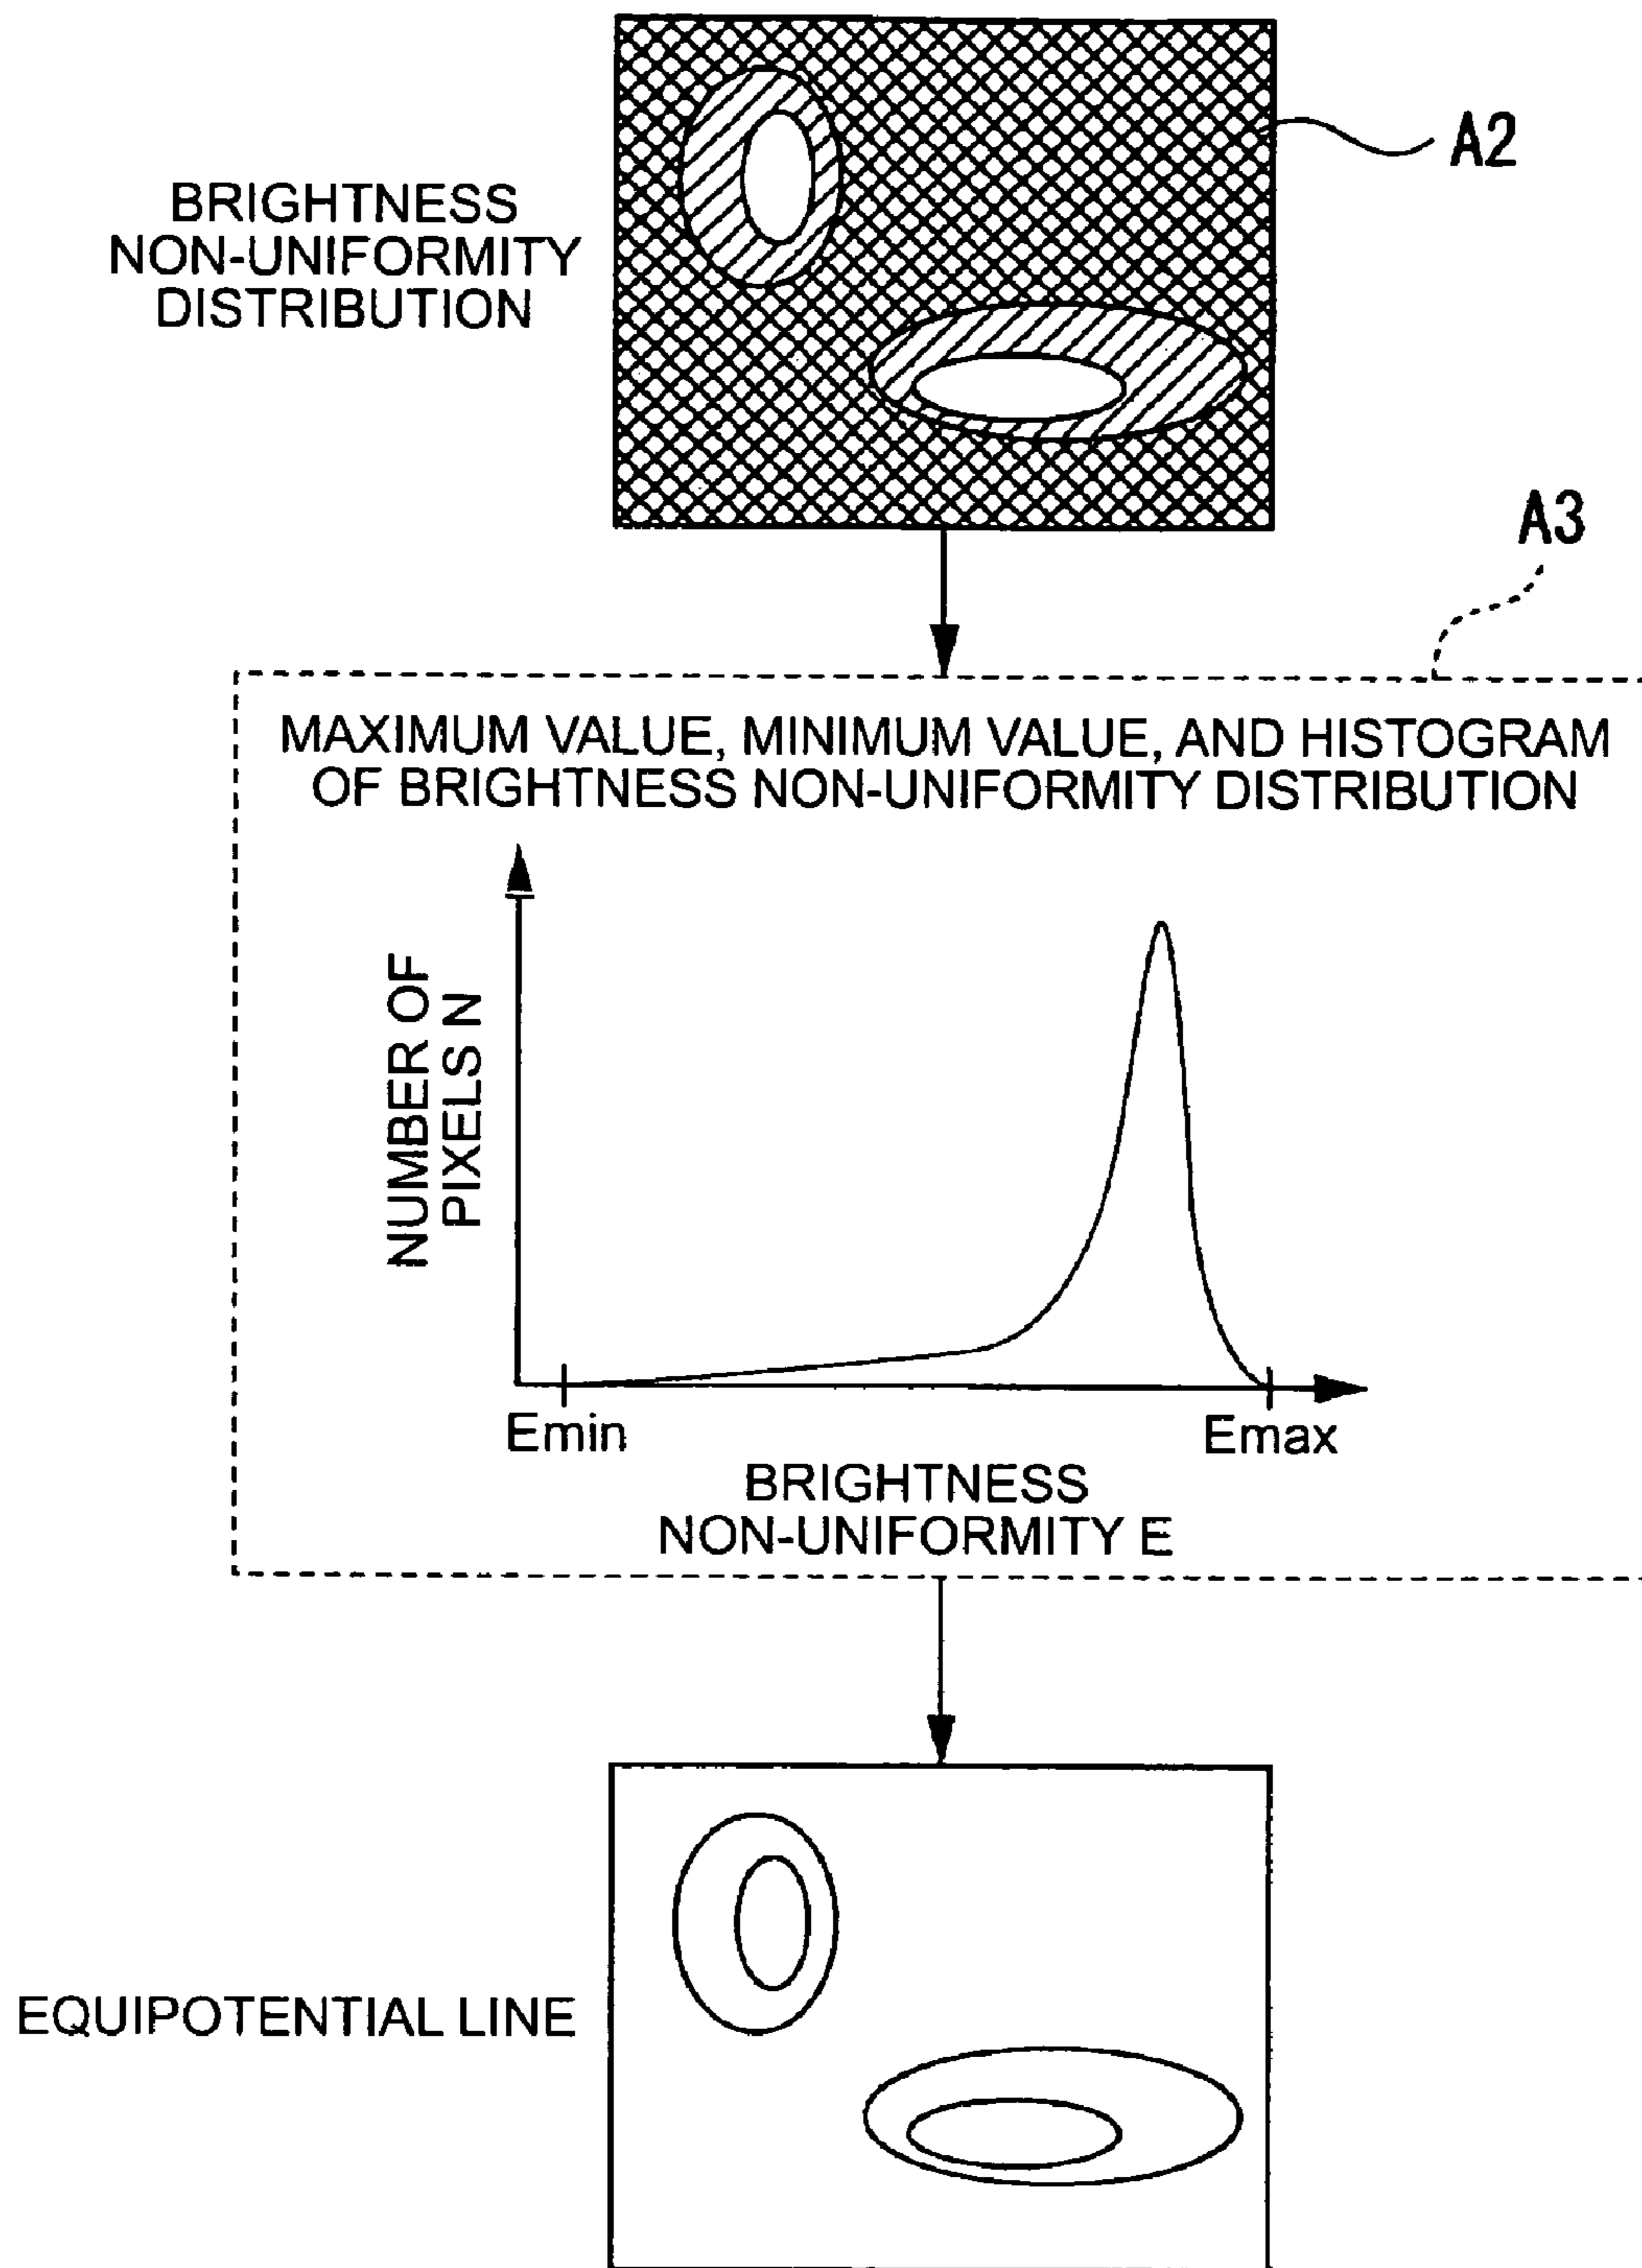 A2
BRIGHTNESS
NON-UNIFORMITY
DISTRIBUTION
A3
MAXIMUM VALUE, MINIMUM VALUE, AND HISTOGRAM
OF BRIGHTNESS NON-UNIFORMITY DISTRIBUTION
NUMBER OF
PIXELS N
Emin
Emax
BRIGHTNESS
NON-UNIFORMITY E
EQUIPOTENTIAL LINE